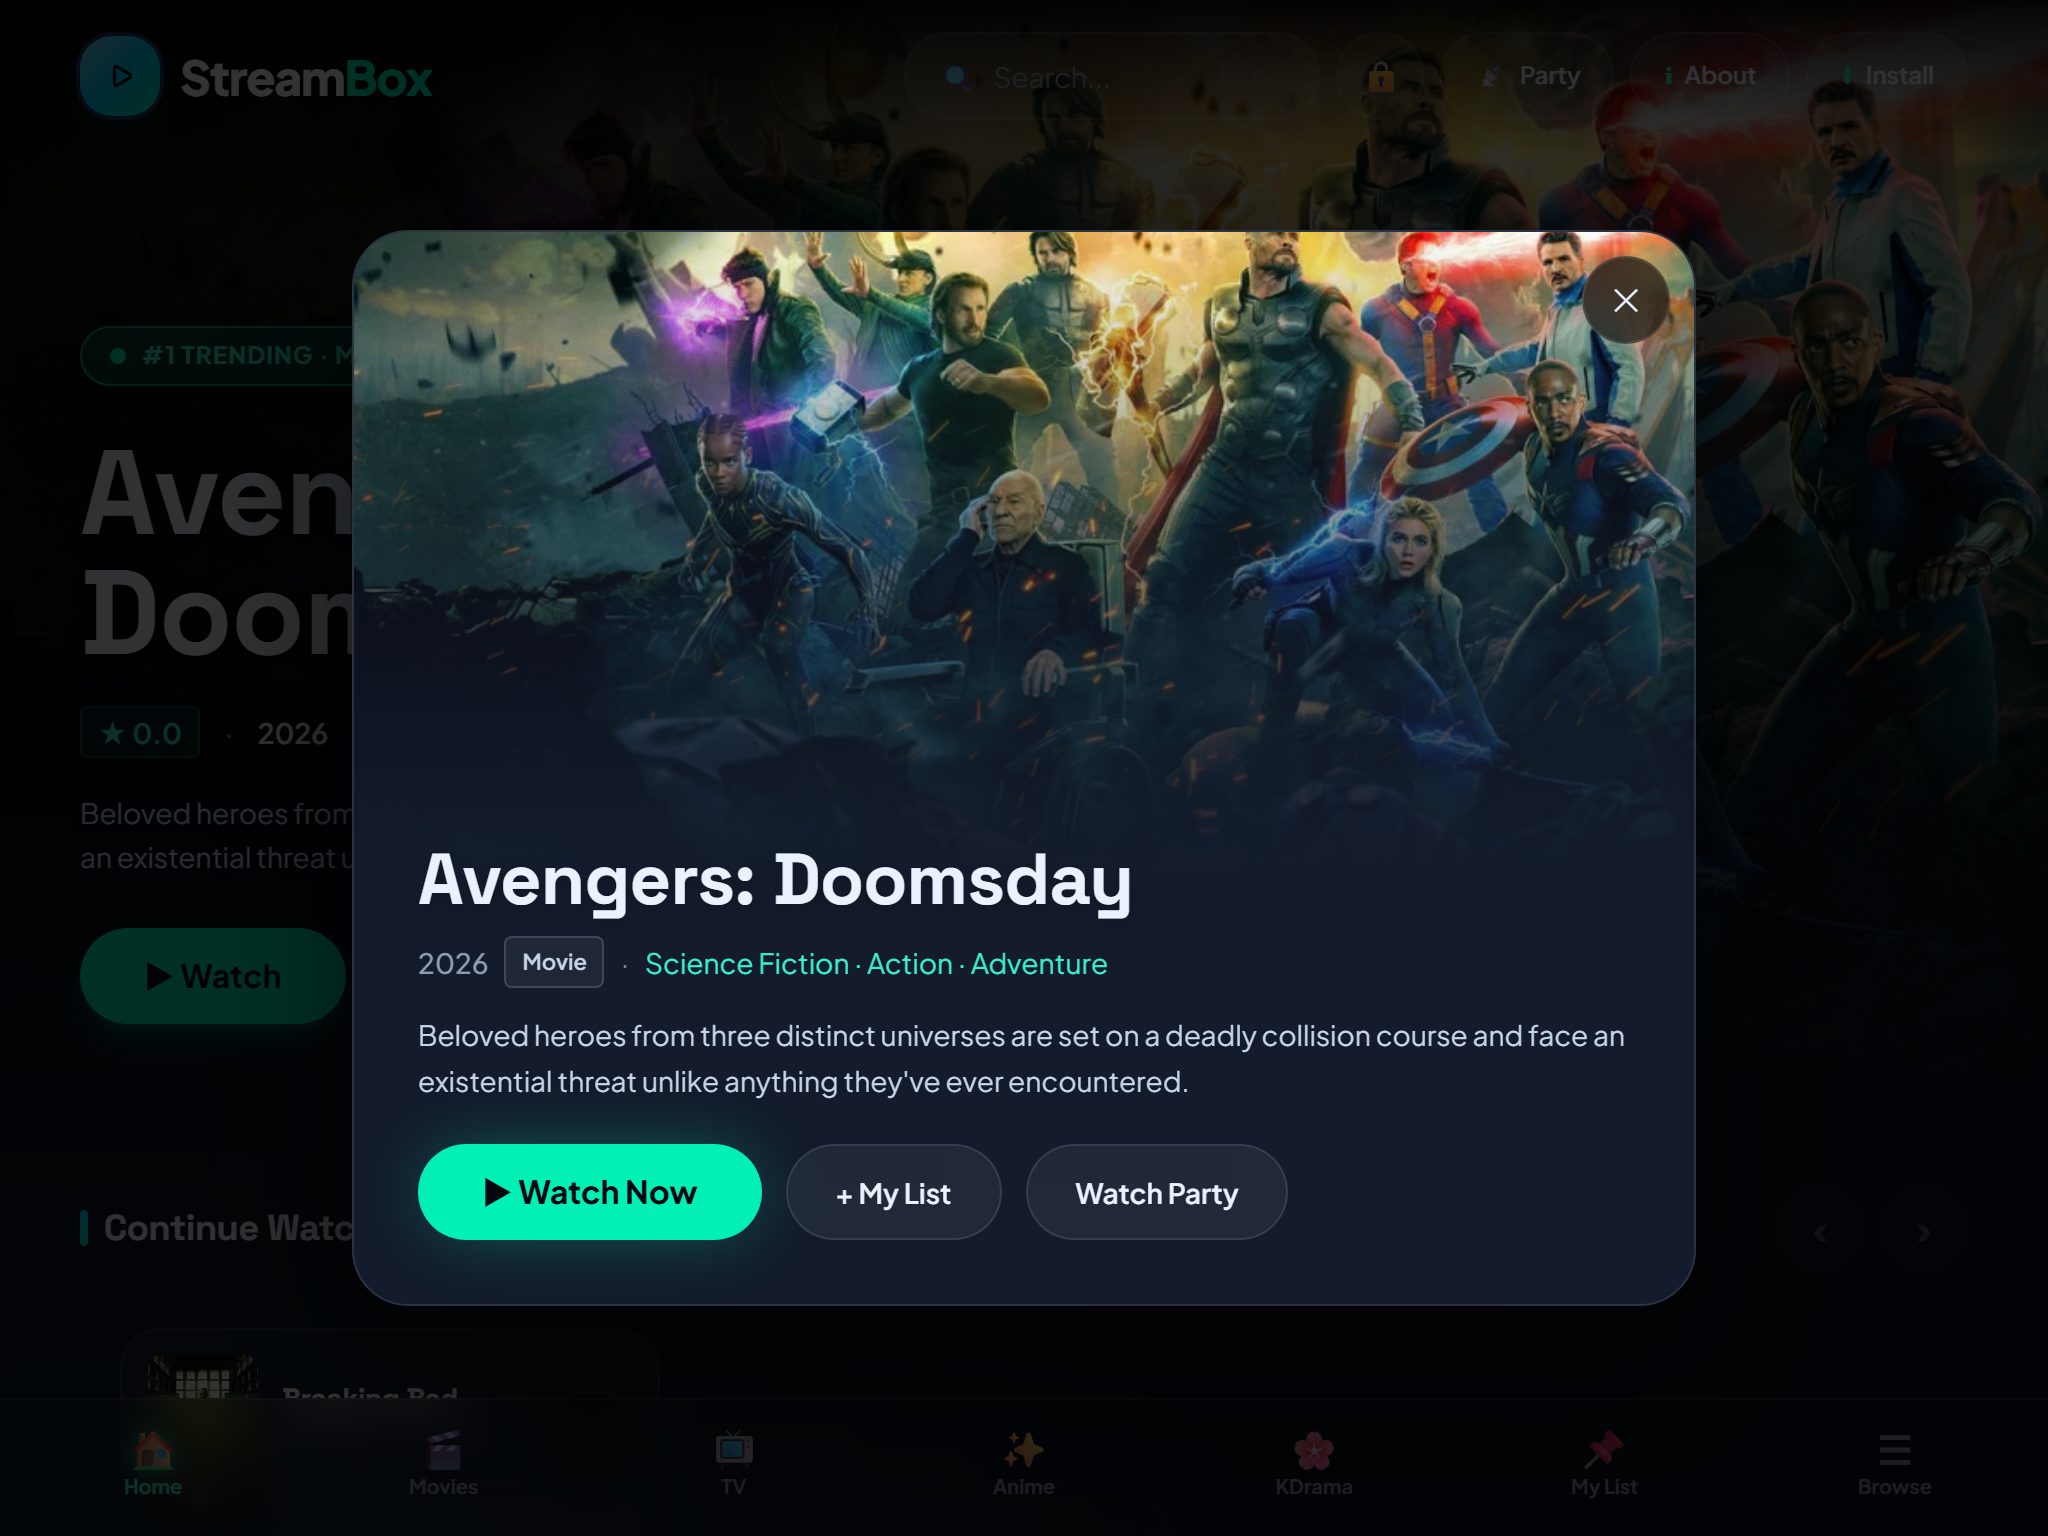 StreamBox
Search...
Party
i About
Install
#1 TRENDING · M
Aven
Doom
★ 0.0 · 2026
Beloved heroes from
an existential threat u
▶ Watch
Avengers: Doomsday
2026 Movie · Science Fiction · Action · Adventure
Beloved heroes from three distinct universes are set on a deadly collision course and face an
existential threat unlike anything they've ever encountered.
▶ Watch Now
+ My List
Watch Party
Continue Watc
‹ ›
Breaking Bad
Home
Movies
TV
Anime
KDrama
My List
Browse